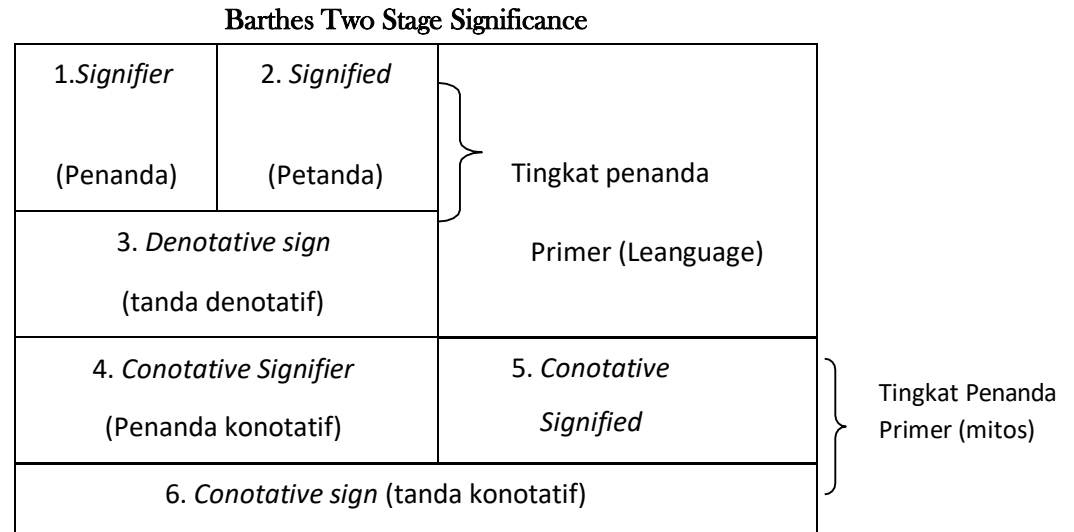 Barthes Two Stage Significance
1.Signifier
(Penanda)
2. Signified
(Petanda)
Tingkat penanda
Primer (Leanguage)
3. Denotative sign
(tanda denotatif)
4. Conotative Signifier
(Penanda konotatif)
5. Conotative
Signified
Tingkat Penanda
Primer (mitos)
6. Conotative sign (tanda konotatif)